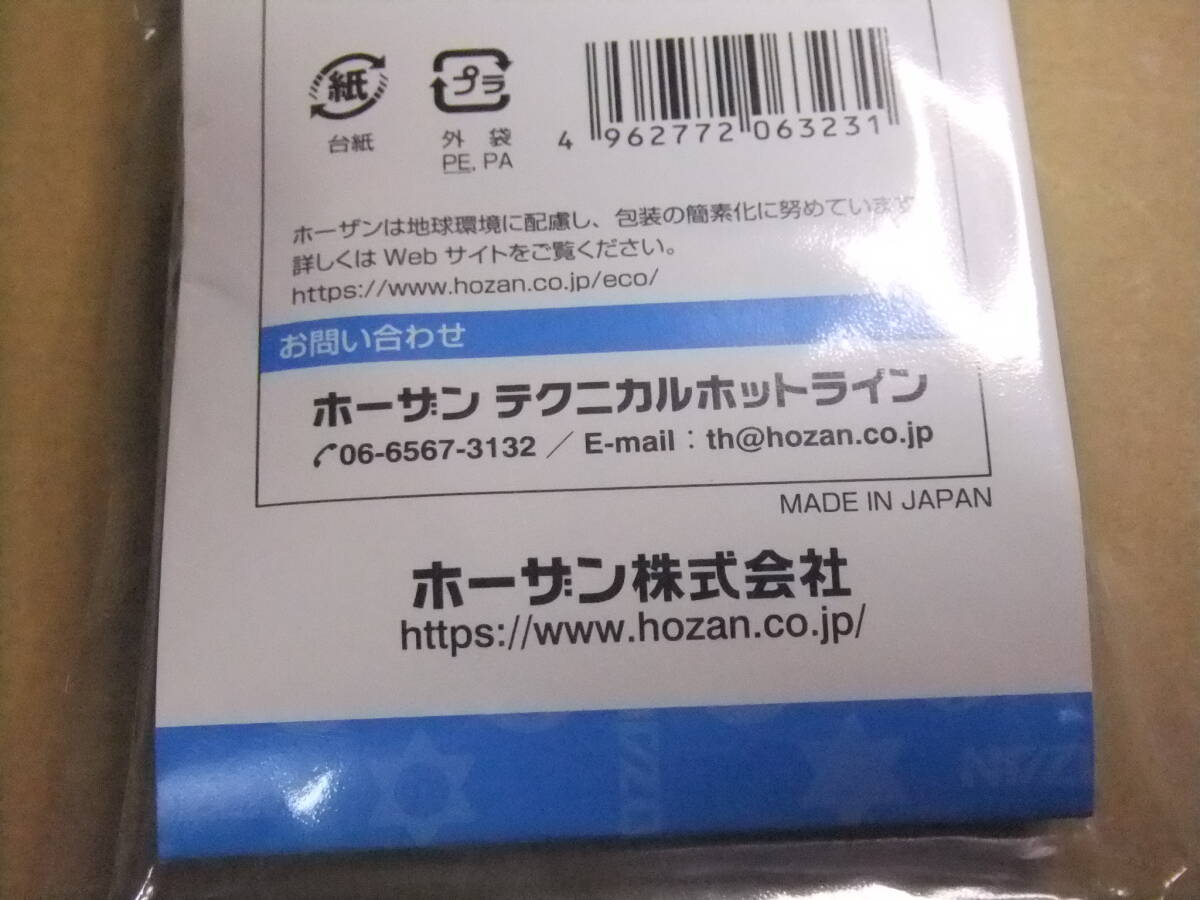 紙
台紙
プラ
外袋
PE, PA
4 962772 063231
ホーザンは地球環境に配慮し、包装の簡素化に努めています
詳しくは Web サイトをご覧ください。
https://www.hozan.co.jp/eco/
お問い合わせ
ホーザン テクニカルホットライン
06-6567-3132 / E-mail : th@hozan.co.jp
MADE IN JAPAN
ホーザン株式会社
https://www.hozan.co.jp/